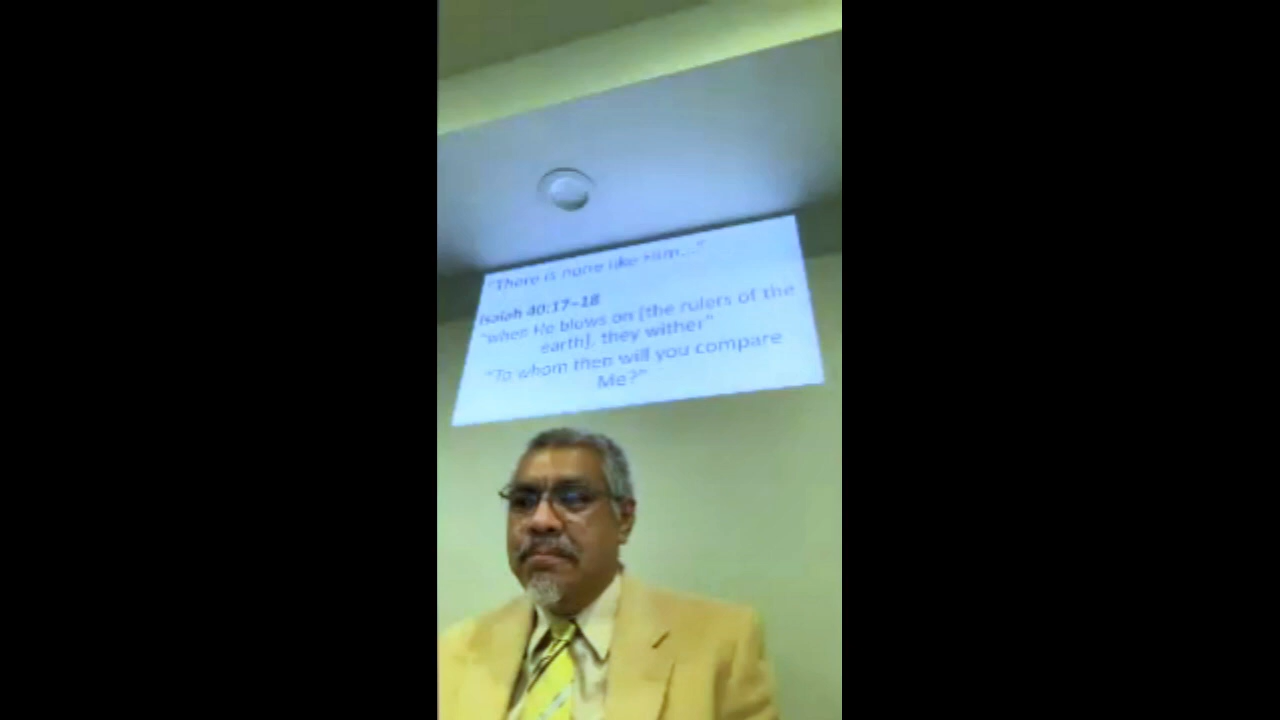 "There is none like Him..."
Isaiah 40:17–18
"when He blows on [the rulers of the
earth], they wither"
"To whom then will you compare
Me?"